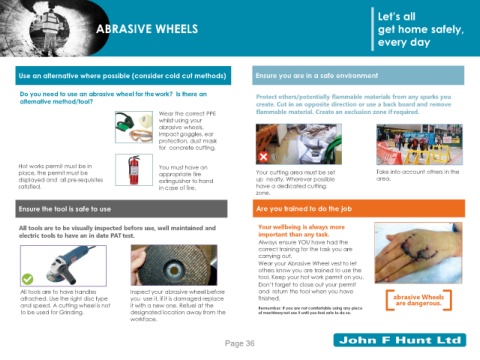 ABRASIVE WHEELS
Let's all
get home safely,
every day
Use an alternative where possible (consider cold cut methods)
Do you need to use an abrasive wheel for the work? Is there an
alternative method/tool?
Wear the correct PPE
whilst using your
abrasive wheels.
Impact goggles, ear
protection, dust mask
for concrete cutting.
Hot works permit must be in
place, the permit must be
displayed and all pre-requisites
satisfied.
You must have an
appropriate fire
extinguisher to hand
in case of fire.
Ensure you are in a safe environment
Protect others/potentially flammable materials from any sparks you
create. Cut in an opposite direction or use a back board and remove
flammable material. Create an exclusion zone if required.
Your cutting area must be set
up neatly. Wherever possible
have a dedicated cutting
zone.
Take into account others in the
area.
Ensure the tool is safe to use
All tools are to be visually inspected before use, well maintained and
electric tools to have an in date PAT test.
All tools are to have handles
attached. Use the right disc type
and speed. A cutting wheel is not
to be used for Grinding.
Inspect your abrasive wheel before
you use it, if it is damaged replace
it with a new one. Refuel at the
designated location away from the
workface.
Are you trained to do the job
Your wellbeing is always more
important than any task.
Always ensure YOU have had the
correct training for the task you are
carrying out.
Wear your Abrasive Wheel vest to let
others know you are trained to use the
tool. Keep your hot work permit on you.
Don't forget to close out your permit
and return the tool when you have
finished.
Remember: if you are not comfortable using any piece
of machinery not use it until you feel safe to do so.
abrasive Wheels
are dangerous.
Page 36
John F Hunt Ltd